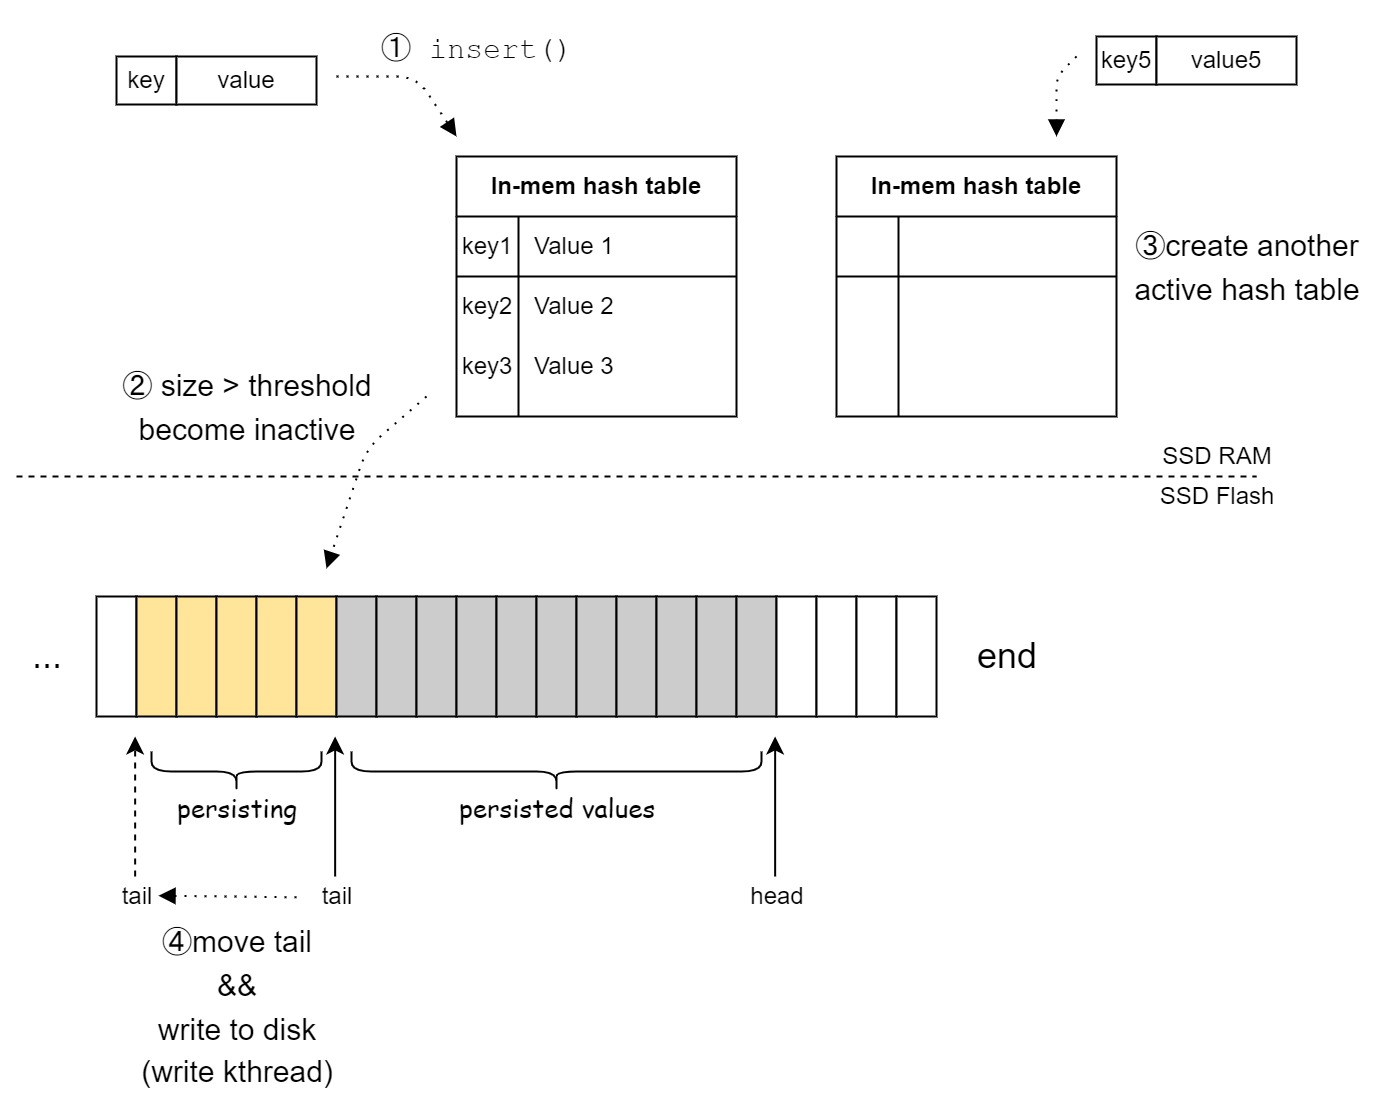 ① insert()
key value
key5 value5
In-mem hash table
key1 Value 1
key2 Value 2
key3 Value 3
In-mem hash table
③create another
active hash table
② size > threshold
become inactive
SSD RAM
SSD Flash
...
end
persisting
persisted values
tail
tail
head
④move tail
&&
write to disk
(write kthread)